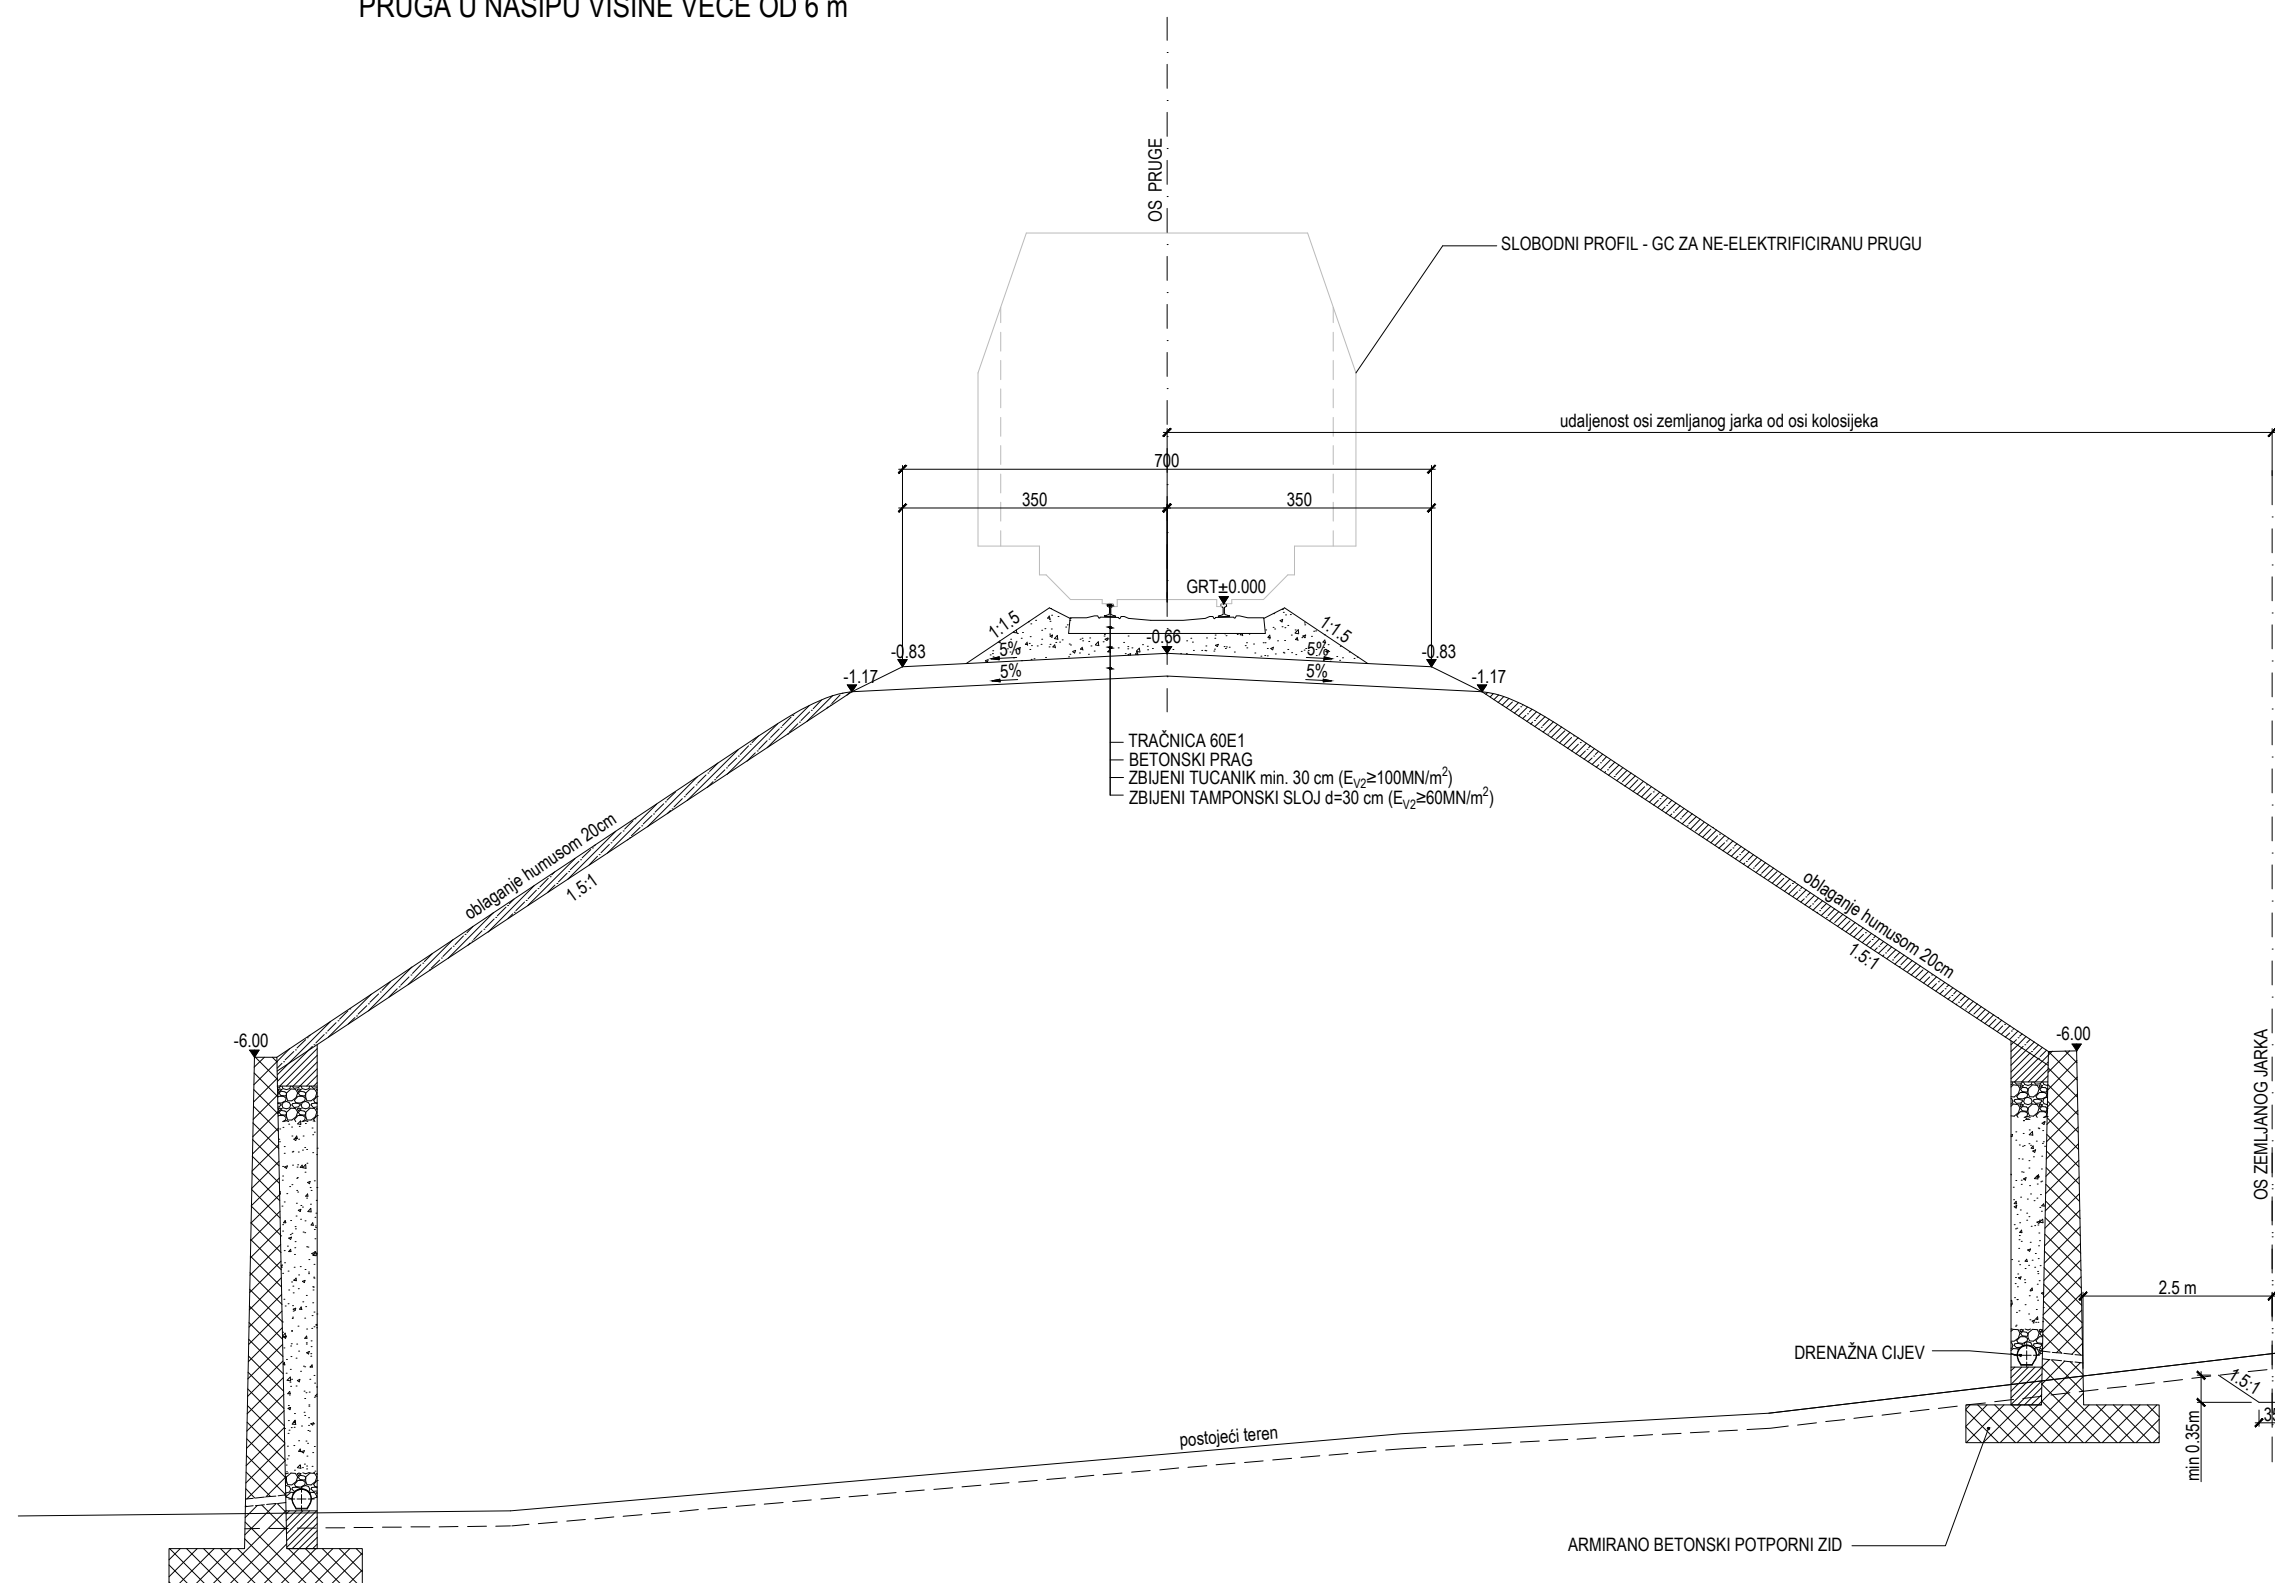 PRUGA U NASIPU VISINE VEĆE OD 6 m
OS PRUGE
SLOBODNI PROFIL - GC ZA NE-ELEKTRIFICIRANU PRUGU
udaljenost osi zemljanog jarka od osi kolosijeka
700
350
350
GRT±0.000
1:1.5
1:1.5
-0.66
-0.83
5%
5%
-0.83
-1.17
5%
5%
-1.17
TRAČNICA 60E1
BETONSKI PRAG
ZBIJENI TUCANIK min. 30 cm (EV2≥100MN/m²)
ZBIJENI TAMPONSKI SLOJ d=30 cm (EV2≥60MN/m²)
oblaganje humusom 20cm
1.5:1
oblaganje humusom 20cm
1.5:1
-6.00
-6.00
OS ZEMLJANOG JARKA
2.5 m
DRENAŽNA CIJEV
1.5:1
min 0.35m
postojeći teren
ARMIRANO BETONSKI POTPORNI ZID